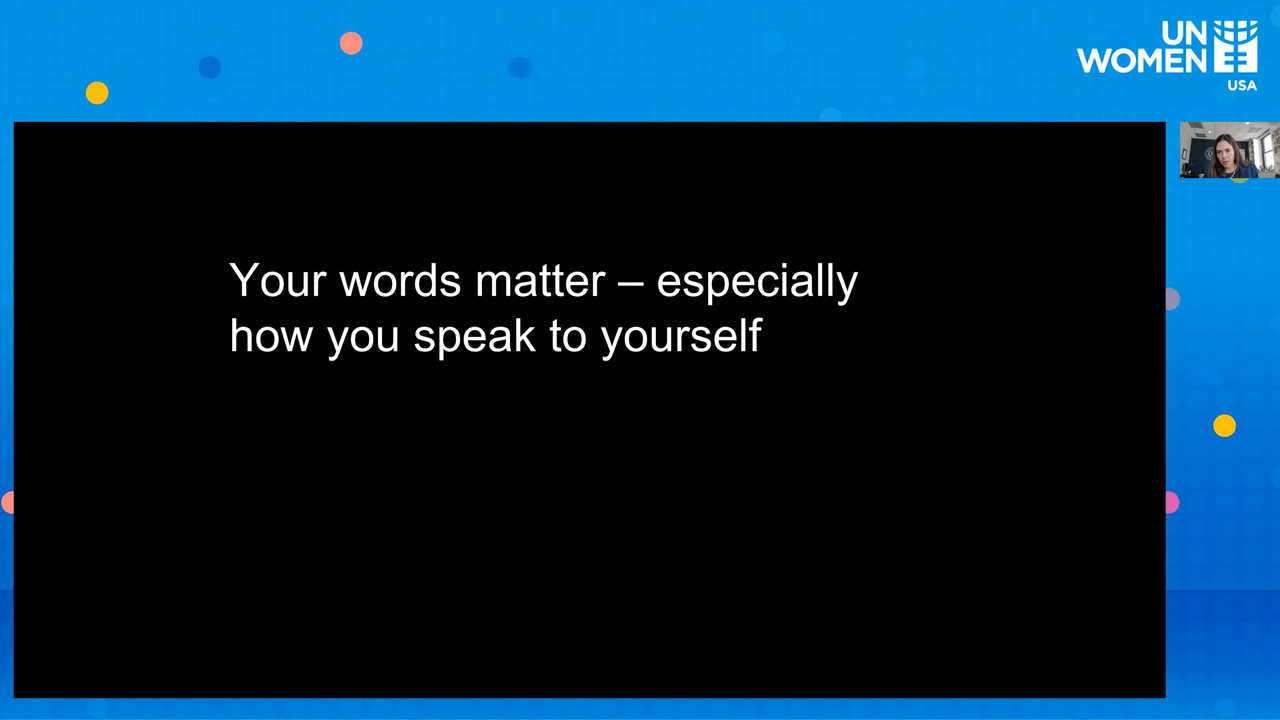 UN
WOMEN
USA
Your words matter – especially
how you speak to yourself